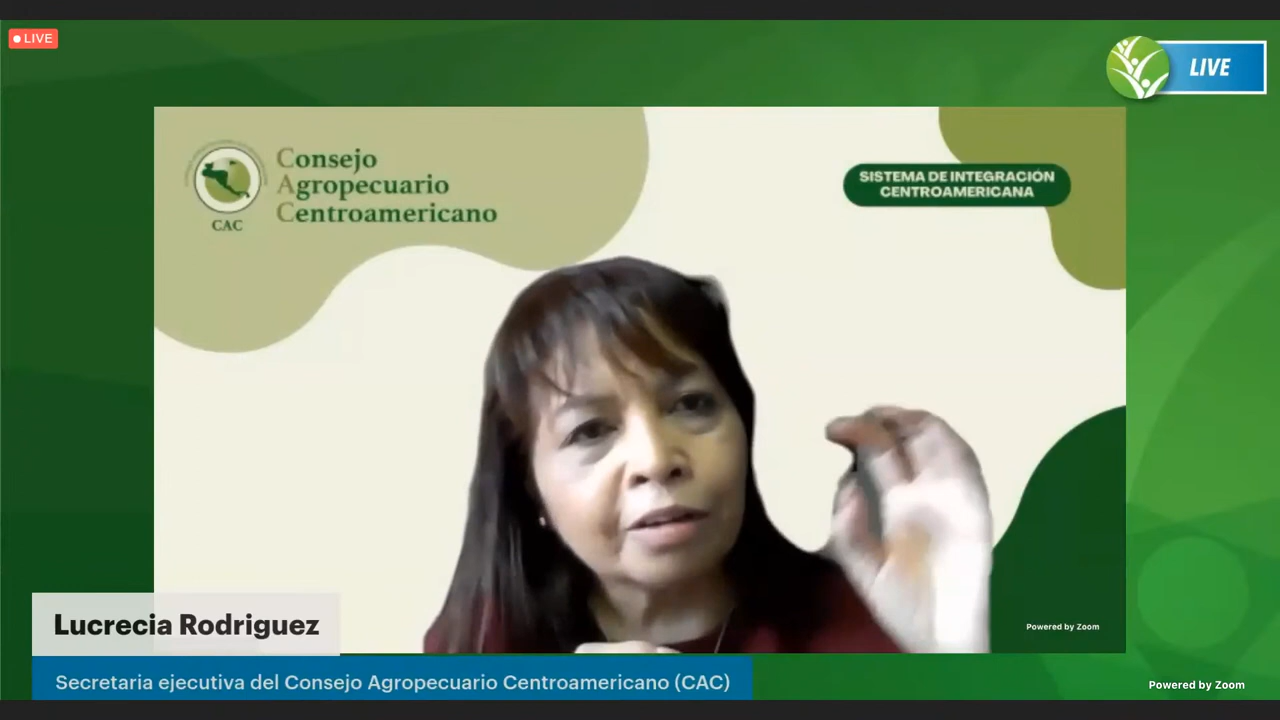 LIVE
LIVE
Consejo
Agropecuario
Centroamericano
CAC
SISTEMA DE INTEGRACIÓN
CENTROAMERICANA
Powered by Zoom
Lucrecia Rodriguez
Secretaria ejecutiva del Consejo Agropecuario Centroamericano (CAC)
Powered by Zoom